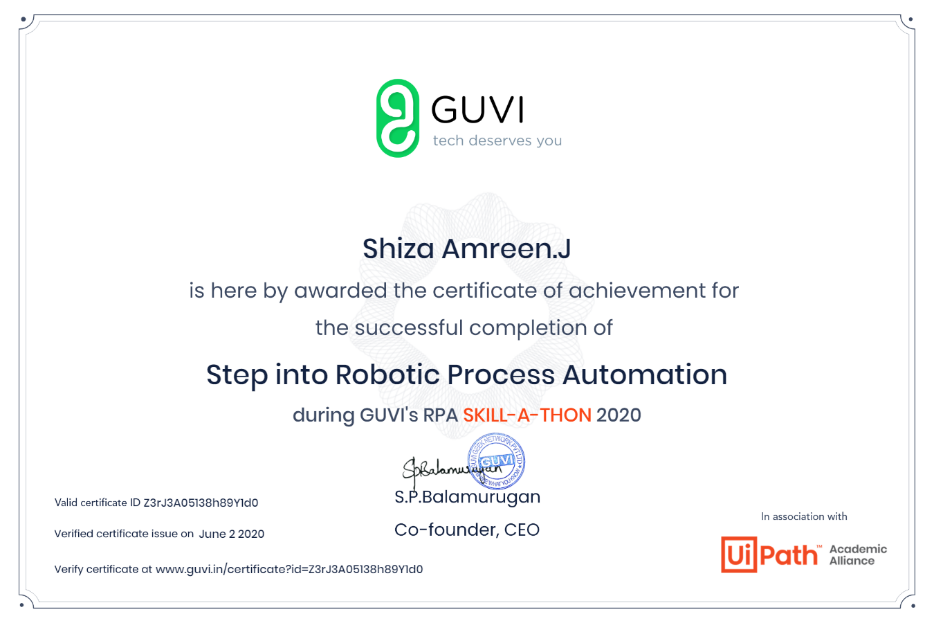 GUVI
tech deserves you
Shiza Amreen.J
is here by awarded the certificate of achievement for
the successful completion of
Step into Robotic Process Automation
during GUVI's RPA SKILL-A-THON 2020
SPBalamurugan
GUVI
S.P.Balamurugan
Co-founder, CEO
Valid certificate ID Z3rJ3A05138h89Y1d0
Verified certificate issue on June 2 2020
Verify certificate at www.guvi.in/certificate?id=Z3rJ3A05138h89Y1d0
In association with
UiPath™ Academic
Alliance